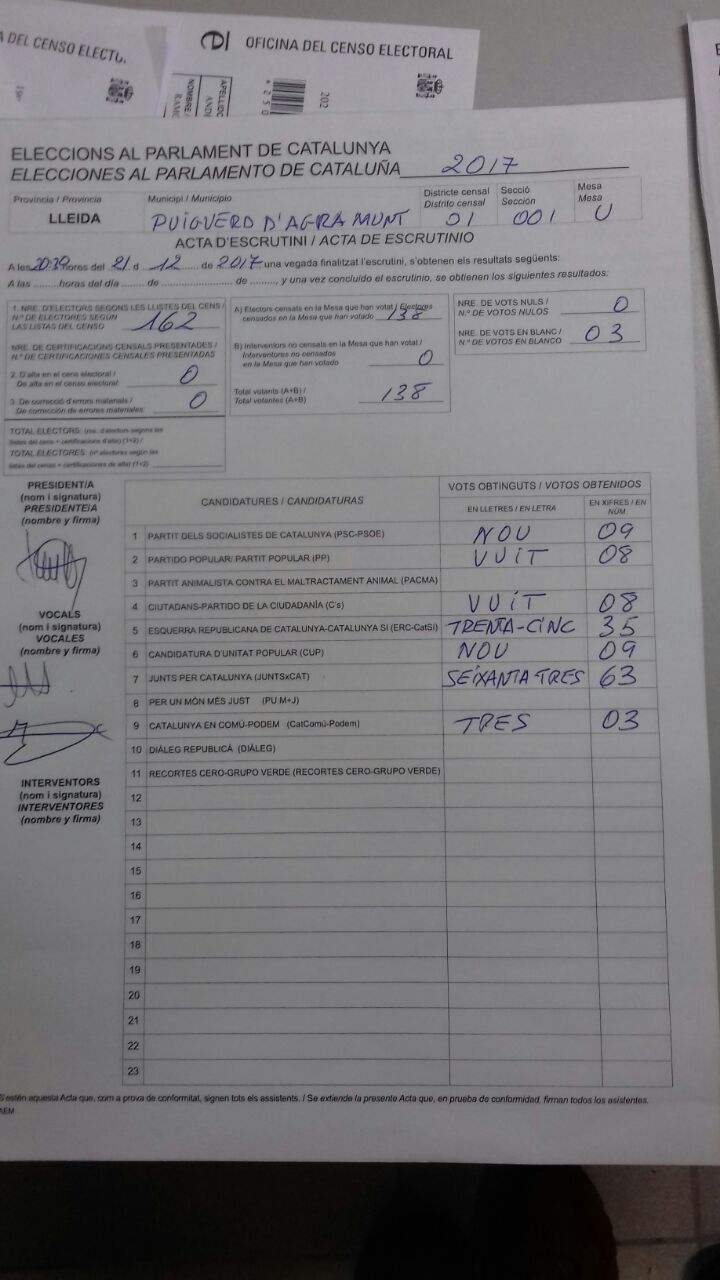 A DEL CENSO ELECTO
OFICINA DEL CENSO ELECTORAL
APELLIDO
NOMBRE/
202
ELECCIONS AL PARLAMENT DE CATALUNYA
ELECCIONES AL PARLAMENTO DE CATALUÑA 2017
Província / Provincia
LLEIDA
Municipi / Municipio
PUIGVERD D'AGRAMUNT
Districte censal
Distrito censal
01
Secció
Sección
001
Mesa
Mesa
U
ACTA D'ESCRUTINI / ACTA DE ESCRUTINIO
A les 20:39 hores del 21 d 12 de 2017 una vegada finalitzat l'escrutini, s'obtenen els resultats següents:
A las ........horas del día ....... de .............. de ........., y una vez concluido el escrutinio, se obtienen los siguientes resultados:
1. NRE. D'ELECTORS SEGONS LES LLISTES DEL CENS /
N.º DE ELECTORES SEGÚN
LAS LISTAS DEL CENSO 162
NRE. DE CERTIFICACIONS CENSALS PRESENTADES /
N.º DE CERTIFICACIONES CENSALES PRESENTADAS
2. D'alta en el cens electoral /
De alta en el censo electoral: 0
3. De correcció d'errors materials /
De corrección de errores materiales: 0
TOTAL ELECTORS: (nre. d'electors segons les
llistes del cens + certificacions d'alta) (1+2) /
TOTAL ELECTORES: (nº electores según las
listas del censo + certificaciones de alta) (1+2)
A) Electors censats en la Mesa que han votat / Electores
censados en la Mesa que han votado 138
B) Interventors no censats en la Mesa que han votat /
Interventores no censados
en la Mesa que han votado 0
Total votants (A+B) /
Total votantes (A+B) 138
NRE. DE VOTS NULS /
N.º DE VOTOS NULOS 0
NRE. DE VOTS EN BLANC /
N.º DE VOTOS EN BLANCO 03
PRESIDENT/A
(nom i signatura)
PRESIDENTE/A
(nombre y firma)
VOCALS
(nom i signatura)
VOCALES
(nombre y firma)
INTERVENTORS
(nom i signatura)
INTERVENTORES
(nombre y firma)
CANDIDATURES / CANDIDATURAS
VOTS OBTINGUTS / VOTOS OBTENIDOS
EN LLETRES / EN LETRA
EN XIFRES / EN NÚM.
1 PARTIT DELS SOCIALISTES DE CATALUNYA (PSC-PSOE) NOU 09
2 PARTIDO POPULAR/ PARTIT POPULAR (PP) VUIT 08
3 PARTIT ANIMALISTA CONTRA EL MALTRACTAMENT ANIMAL (PACMA)
4 CIUTADANS-PARTIDO DE LA CIUDADANÍA (C's) VUIT 08
5 ESQUERRA REPUBLICANA DE CATALUNYA-CATALUNYA SÍ (ERC-CatSÍ) TRENTA-CINC 35
6 CANDIDATURA D'UNITAT POPULAR (CUP) NOU 09
7 JUNTS PER CATALUNYA (JUNTSxCAT) SEIXANTA TRES 63
8 PER UN MÓN MÉS JUST (PU M+J)
9 CATALUNYA EN COMÚ-PODEM (CatComú-Podem) TRES 03
10 DIÀLEG REPUBLICÀ (DIÀLEG)
11 RECORTES CERO-GRUPO VERDE (RECORTES CERO-GRUPO VERDE)
12
13
14
15
16
17
18
19
20
21
22
23
S'estén aquesta Acta que, com a prova de conformitat, signen tots els assistents. / Se extiende la presente Acta que, en prueba de conformidad, firman todos los asistentes.